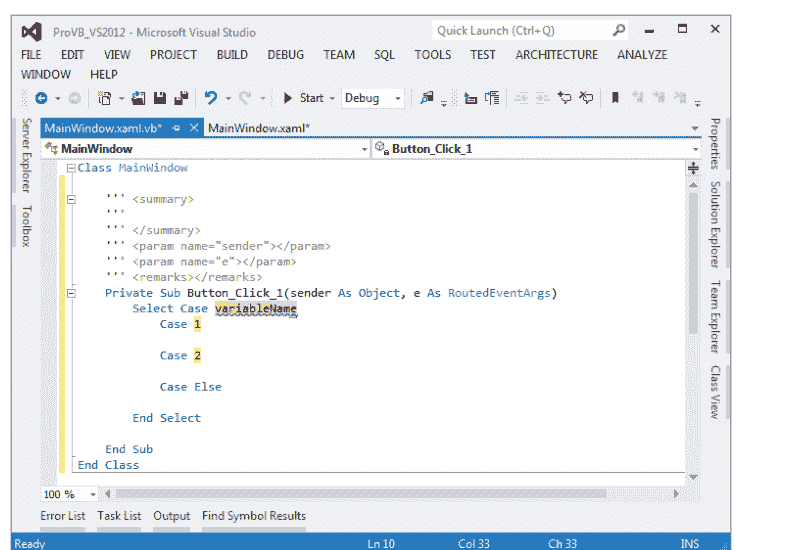 ProVB_VS2012 - Microsoft Visual Studio
Quick Launch (Ctrl+Q)
FILE EDIT VIEW PROJECT BUILD DEBUG TEAM SQL TOOLS TEST ARCHITECTURE ANALYZE
WINDOW HELP
Start Debug
MainWindow.xaml.vb* MainWindow.xaml*
MainWindow Button_Click_1
Class MainWindow
''' <summary>
'''
''' </summary>
''' <param name="sender"></param>
''' <param name="e"></param>
''' <remarks></remarks>
Private Sub Button_Click_1(sender As Object, e As RoutedEventArgs)
Select Case variableName
Case 1
Case 2
Case Else
End Select
End Sub
End Class
100 %
Server Explorer
Toolbox
Properties
Solution Explorer
Team Explorer
Class View
Error List Task List Output Find Symbol Results
Ready Ln 10 Col 33 Ch 33 INS